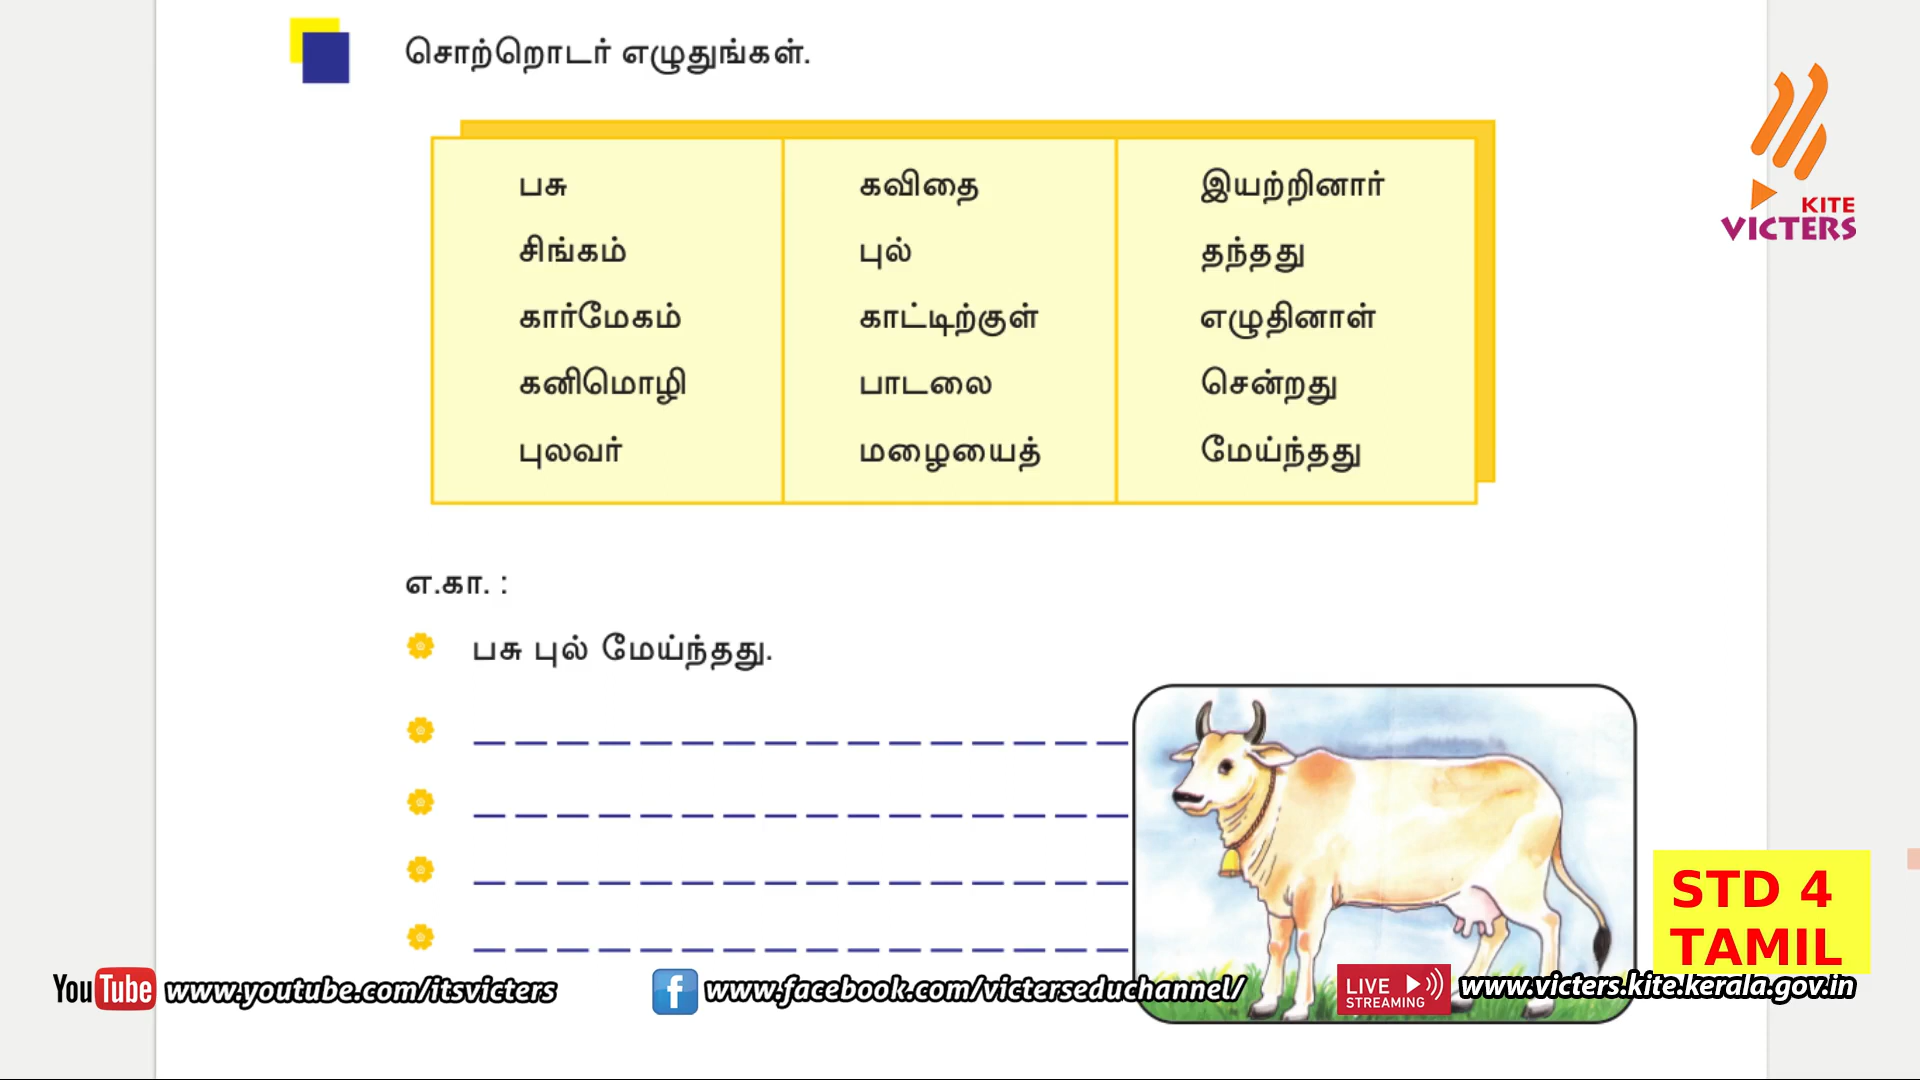 சொற்றொடர் எழுதுங்கள்.
பசு கவிதை இயற்றினார்
சிங்கம் புல் தந்தது
கார்மேகம் காட்டிற்குள் எழுதினாள்
கனிமொழி பாடலை சென்றது
புலவர் மழையைத் மேய்ந்தது
KITE
VICTERS
எ.கா. :
பசு புல் மேய்ந்தது.
STD 4
TAMIL
YouTube www.youtube.com/itsvicters
f www.facebook.com/victerseduchannel/
LIVE
STREAMING
www.victers.kite.kerala.gov.in